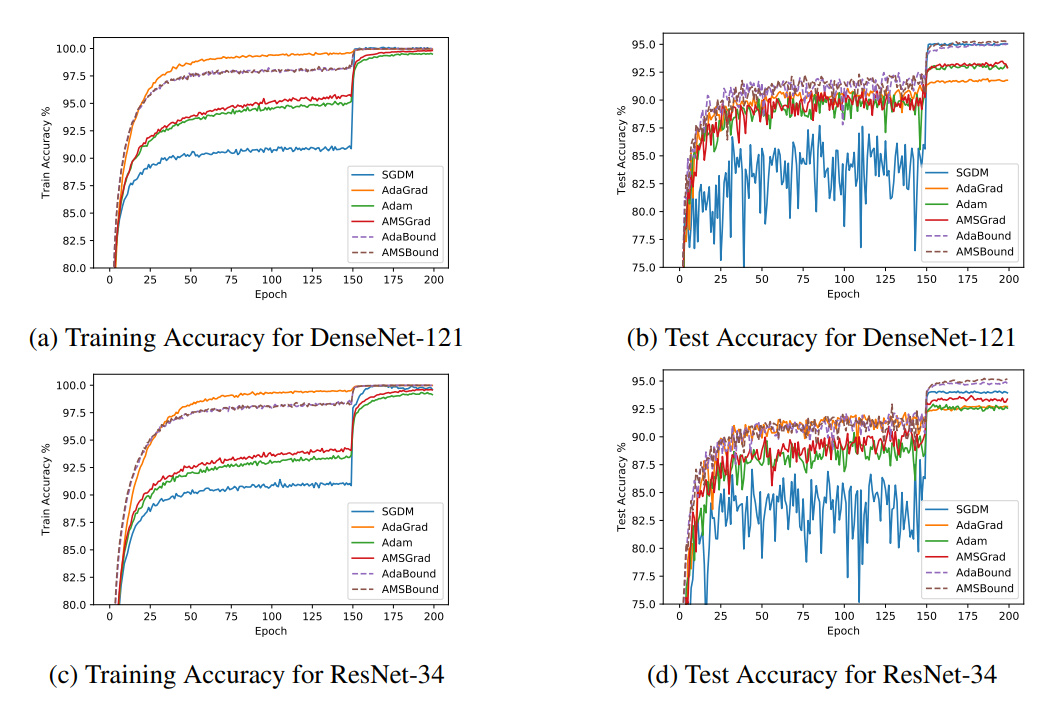 Train Accuracy %
100.0
97.5
95.0
92.5
90.0
87.5
85.0
82.5
80.0
0 25 50 75 100 125 150 175 200
Epoch
SGDM
AdaGrad
Adam
AMSGrad
AdaBound
AMSBound
(a) Training Accuracy for DenseNet-121
Test Accuracy %
95.0
92.5
90.0
87.5
85.0
82.5
80.0
77.5
75.0
0 25 50 75 100 125 150 175 200
Epoch
SGDM
AdaGrad
Adam
AMSGrad
AdaBound
AMSBound
(b) Test Accuracy for DenseNet-121
Train Accuracy %
100.0
97.5
95.0
92.5
90.0
87.5
85.0
82.5
80.0
0 25 50 75 100 125 150 175 200
Epoch
SGDM
AdaGrad
Adam
AMSGrad
AdaBound
AMSBound
(c) Training Accuracy for ResNet-34
Test Accuracy %
95.0
92.5
90.0
87.5
85.0
82.5
80.0
77.5
75.0
0 25 50 75 100 125 150 175 200
Epoch
SGDM
AdaGrad
Adam
AMSGrad
AdaBound
AMSBound
(d) Test Accuracy for ResNet-34